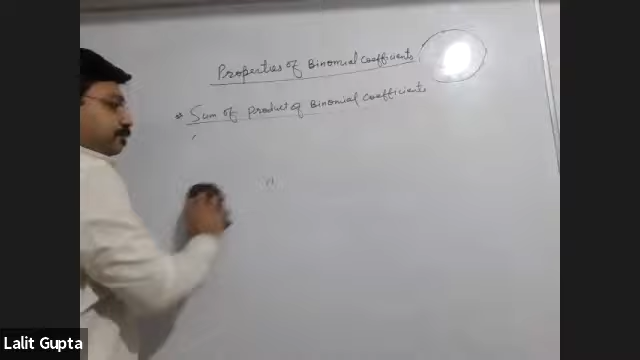 Properties of Binomial coefficients
* Sum of Product of Binomial coefficients
Lalit Gupta